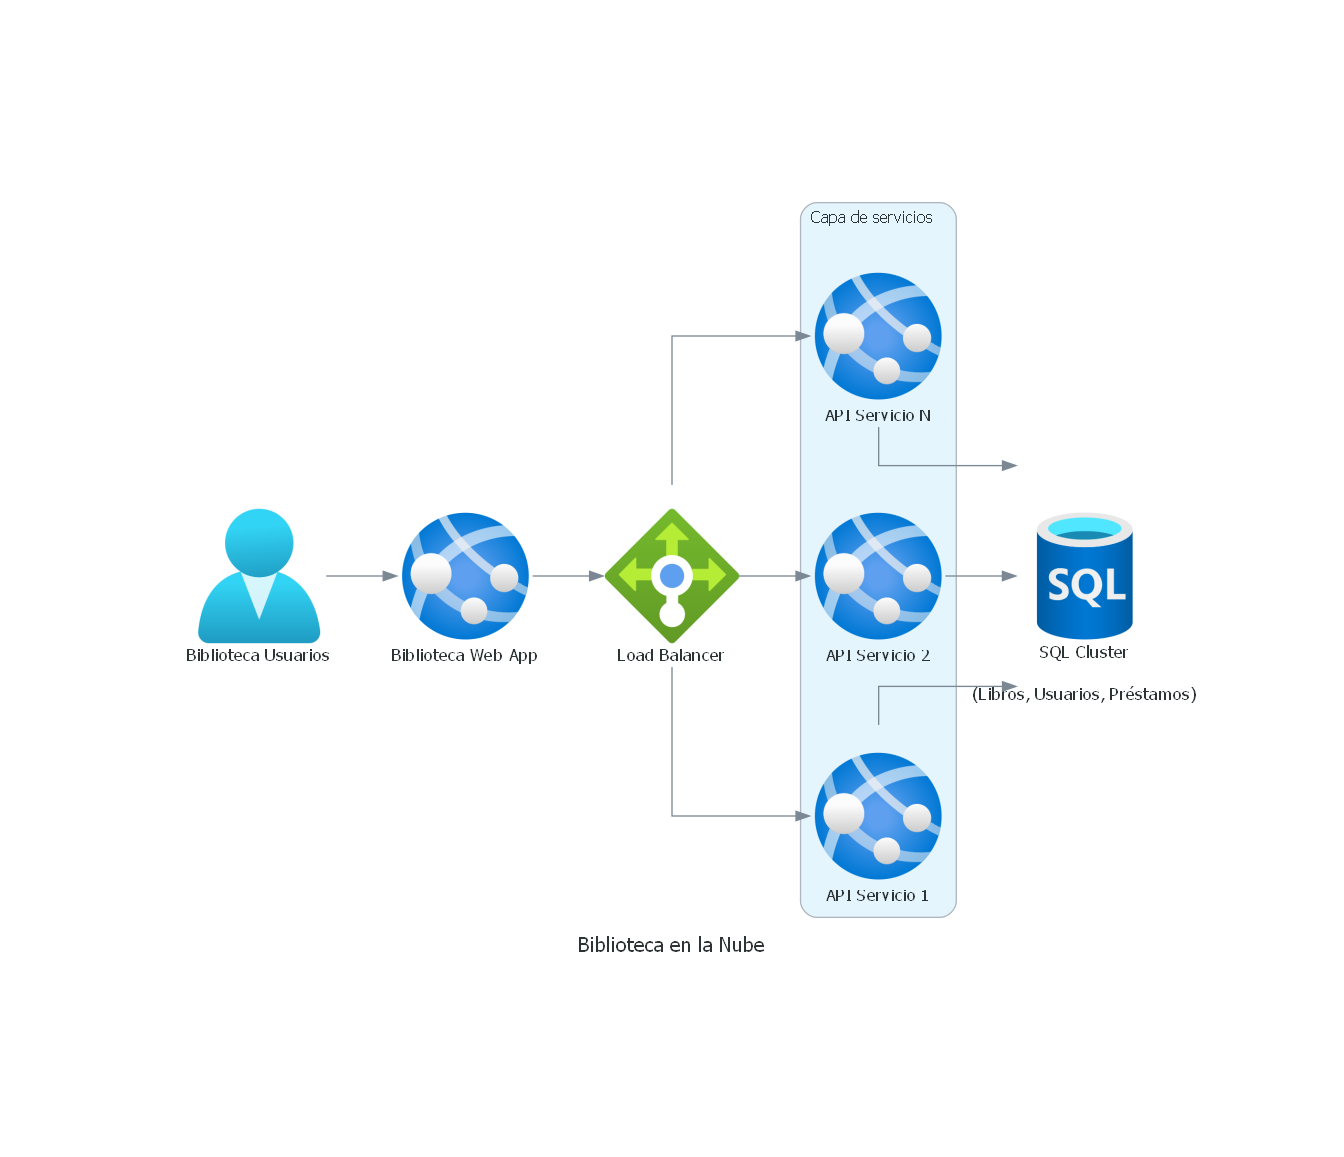 Capa de servicios
API Servicio N
SQL
Biblioteca Usuarios
Biblioteca Web App
Load Balancer
API Servicio 2
SQL Cluster
(Libros, Usuarios, Préstamos)
API Servicio 1
Biblioteca en la Nube